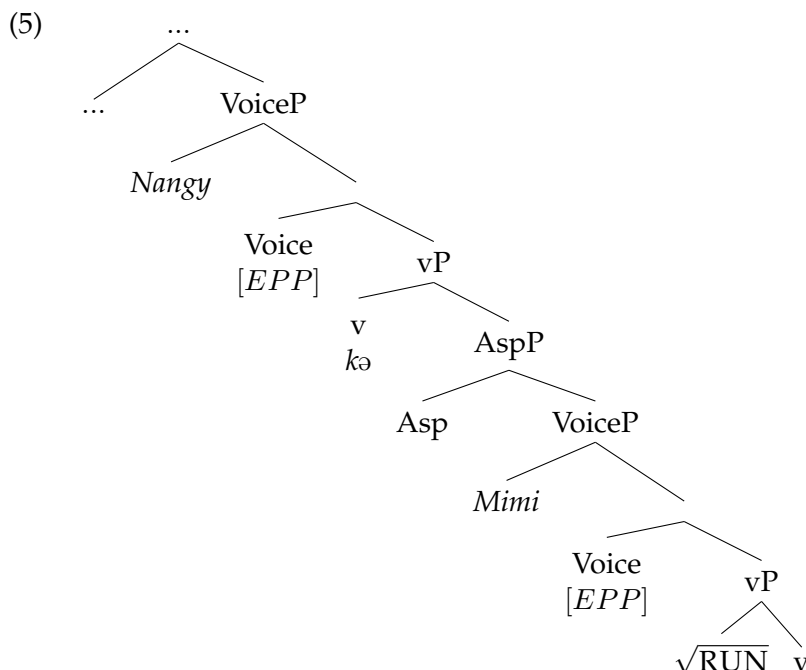 (5)
...
... VoiceP
Nangy
Voice
[EPP]
vP
v
kə
AspP
Asp VoiceP
Mimi
Voice
[EPP]
vP
√RUN v